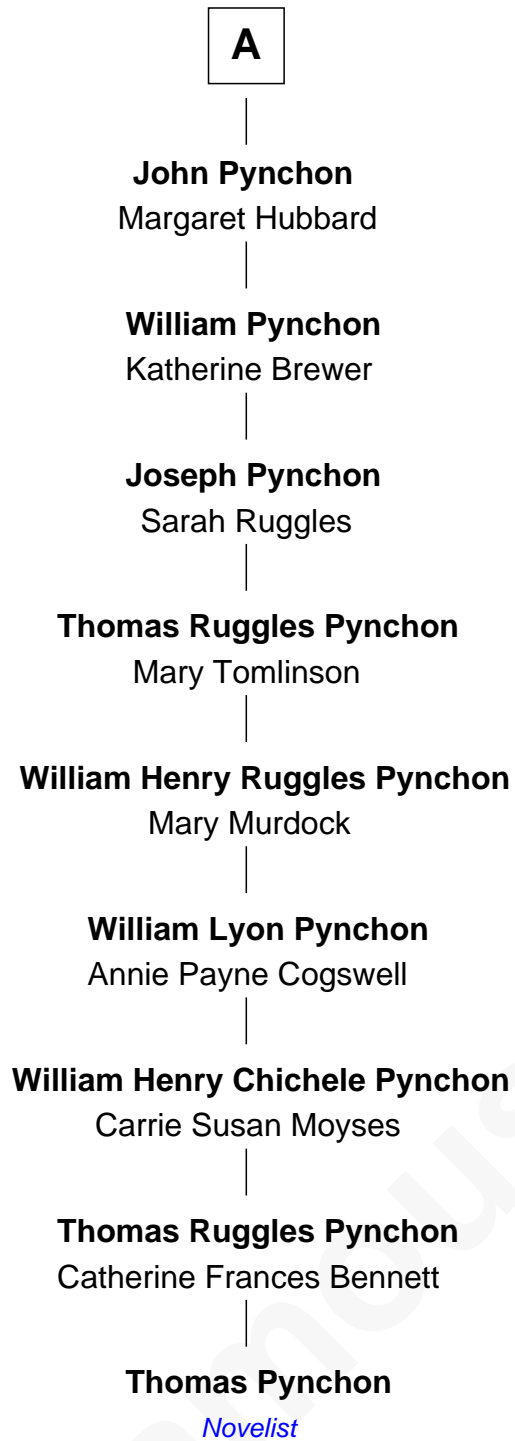 A
John Pynchon
Margaret Hubbard
William Pynchon
Katherine Brewer
Joseph Pynchon
Sarah Ruggles
Thomas Ruggles Pynchon
Mary Tomlinson
William Henry Ruggles Pynchon
Mary Murdock
William Lyon Pynchon
Annie Payne Cogswell
William Henry Chichele Pynchon
Carrie Susan Moyses
Thomas Ruggles Pynchon
Catherine Frances Bennett
Thomas Pynchon
Novelist